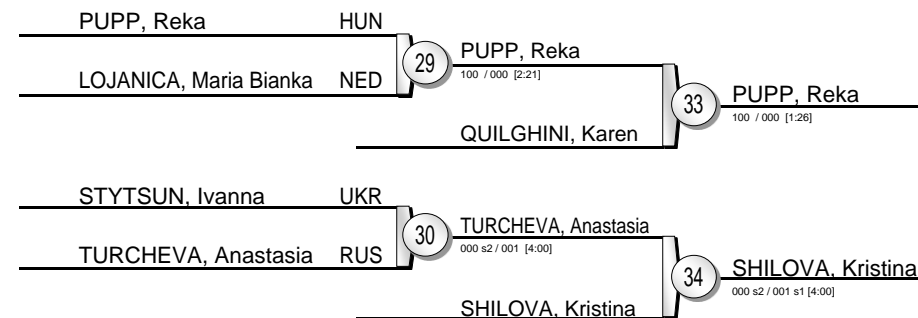 PUPP, Reka HUN
29
PUPP, Reka
100 / 000 [2:21]
LOJANICA, Maria Bianka NED
33
PUPP, Reka
100 / 000 [1:26]
QUILGHINI, Karen
STYTSUN, Ivanna UKR
30
TURCHEVA, Anastasia
000 s2 / 001 [4:00]
TURCHEVA, Anastasia RUS
34
SHILOVA, Kristina
000 s2 / 001 s1 [4:00]
SHILOVA, Kristina